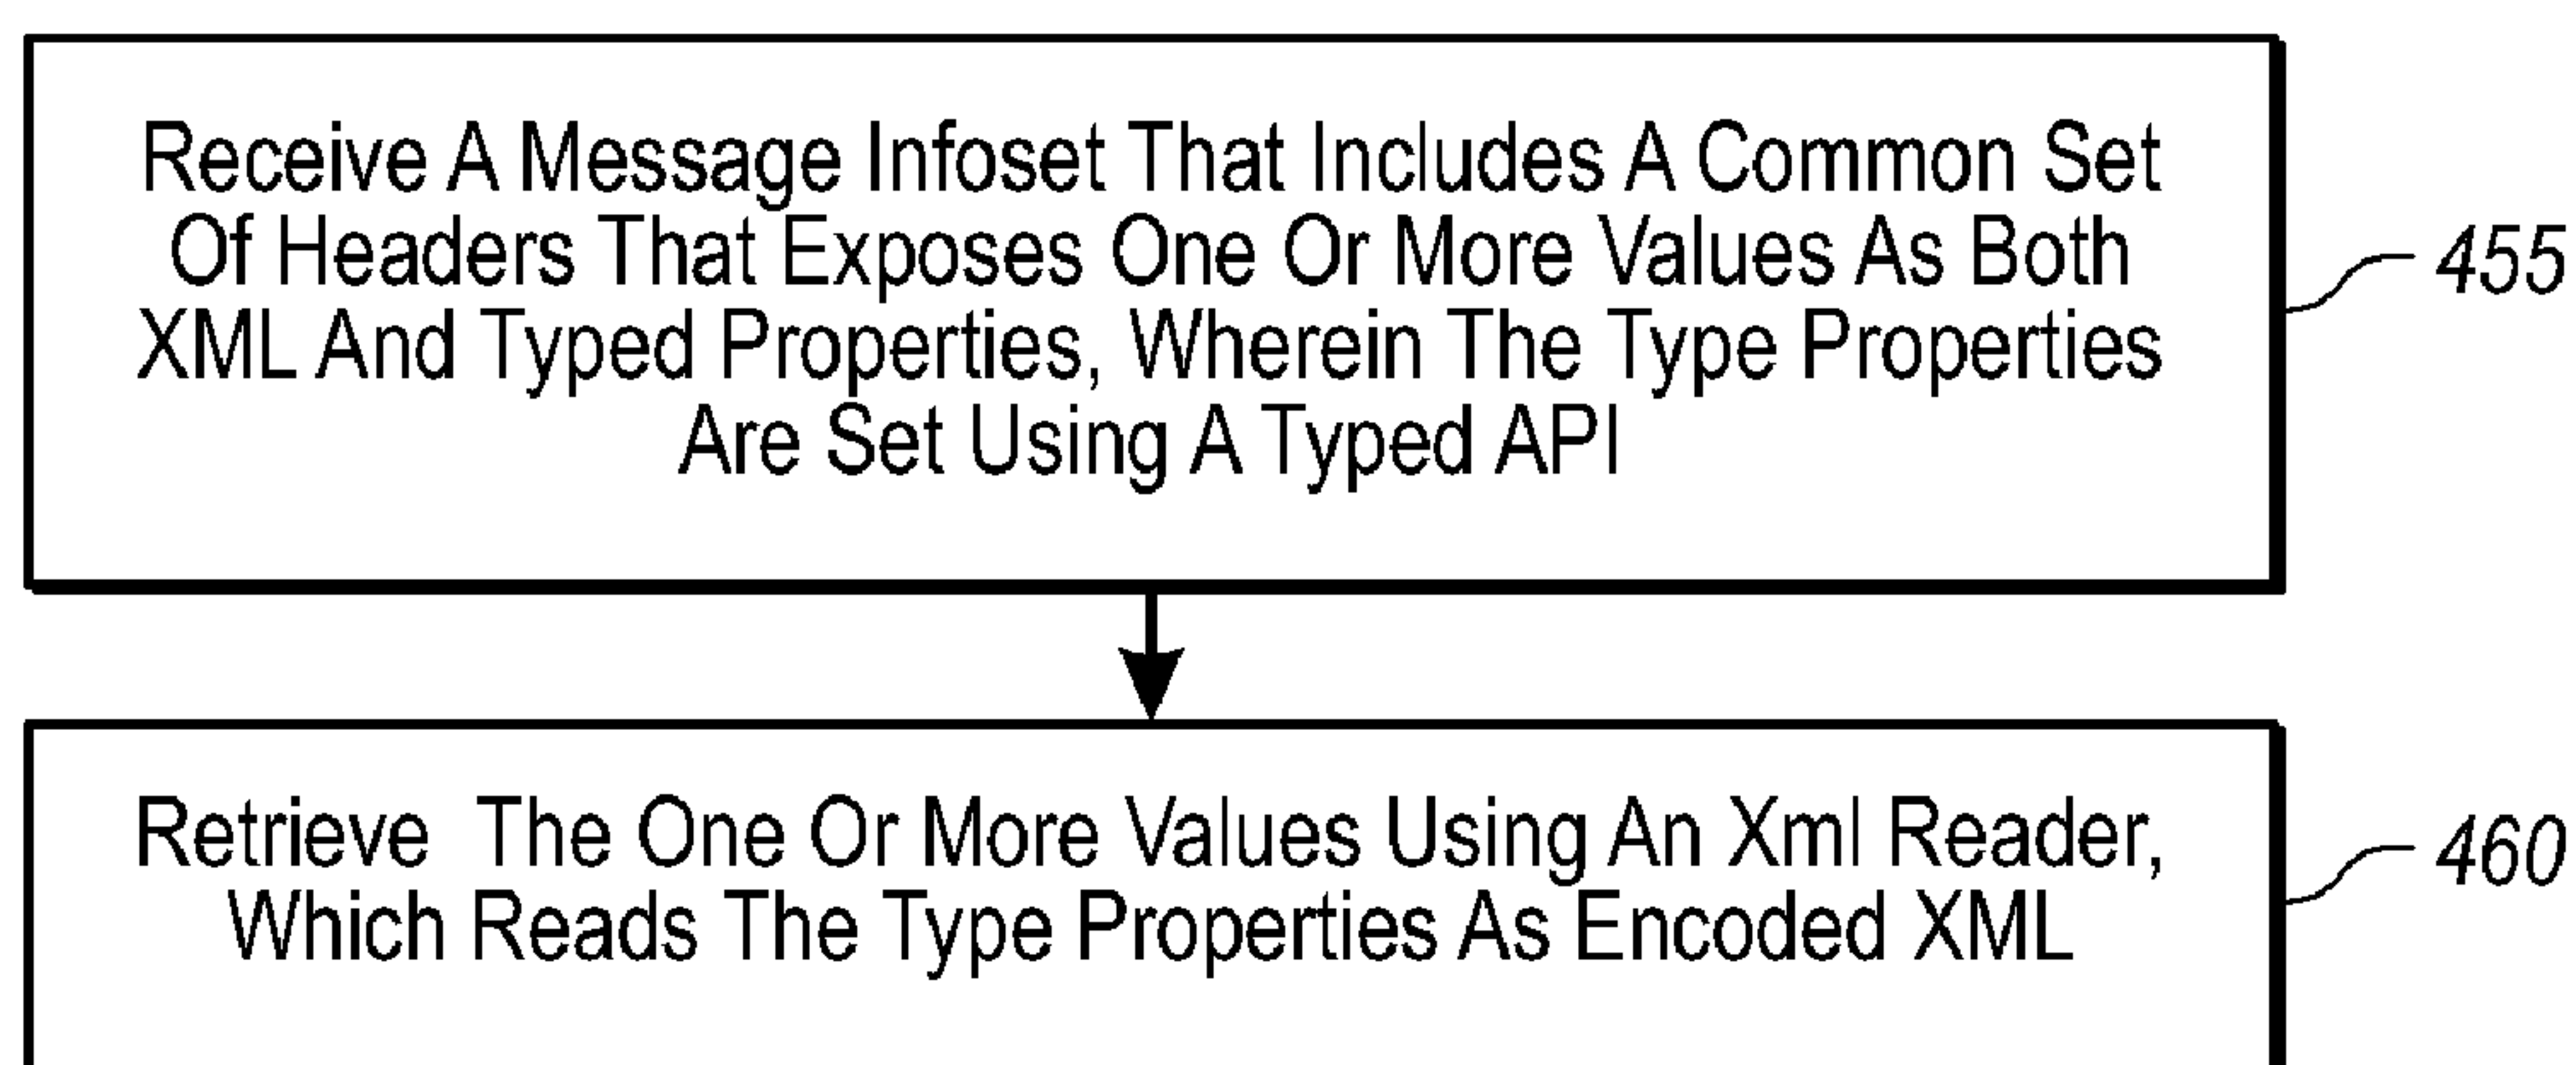 Receive A Message Infoset That Includes A Common Set
Of Headers That Exposes One Or More Values As Both
XML And Typed Properties, Wherein The Type Properties
Are Set Using A Typed API
455
Retrieve The One Or More Values Using An Xml Reader,
Which Reads The Type Properties As Encoded XML
460